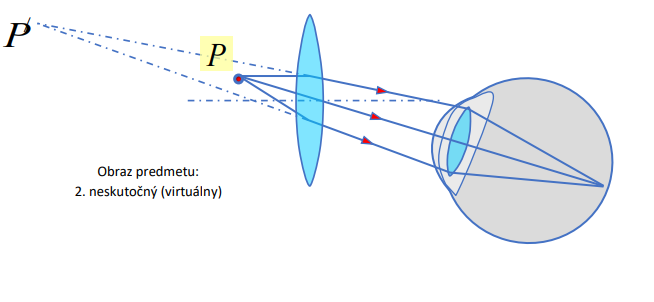 P′
P
Obraz predmetu:
2. neskutočný (virtuálny)